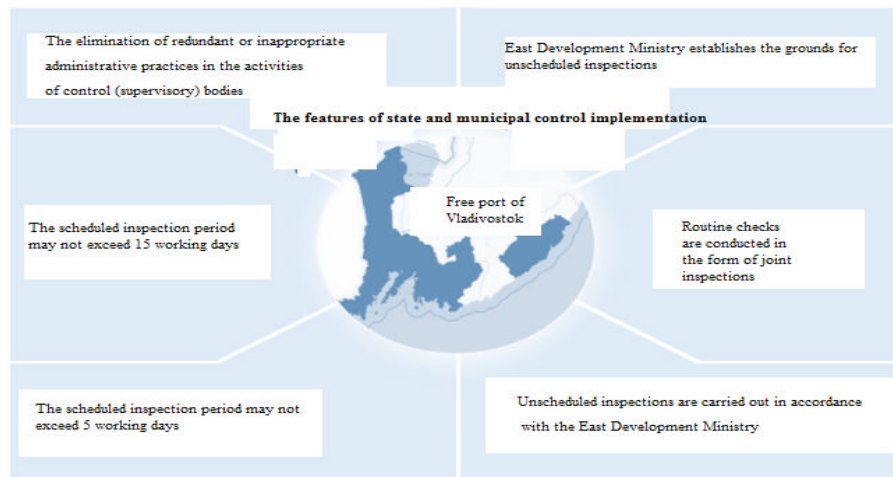 The elimination of redundant or inappropriate
administrative practices in the activities
of control (supervisory) bodies
East Development Ministry establishes the grounds for
unscheduled inspections
The features of state and municipal control implementation
Free port of
Vladivostok
The scheduled inspection period
may not exceed 15 working days
Routine checks
are conducted in
the form of joint
inspections
The scheduled inspection period may not
exceed 5 working days
Unscheduled inspections are carried out in accordance
with the East Development Ministry